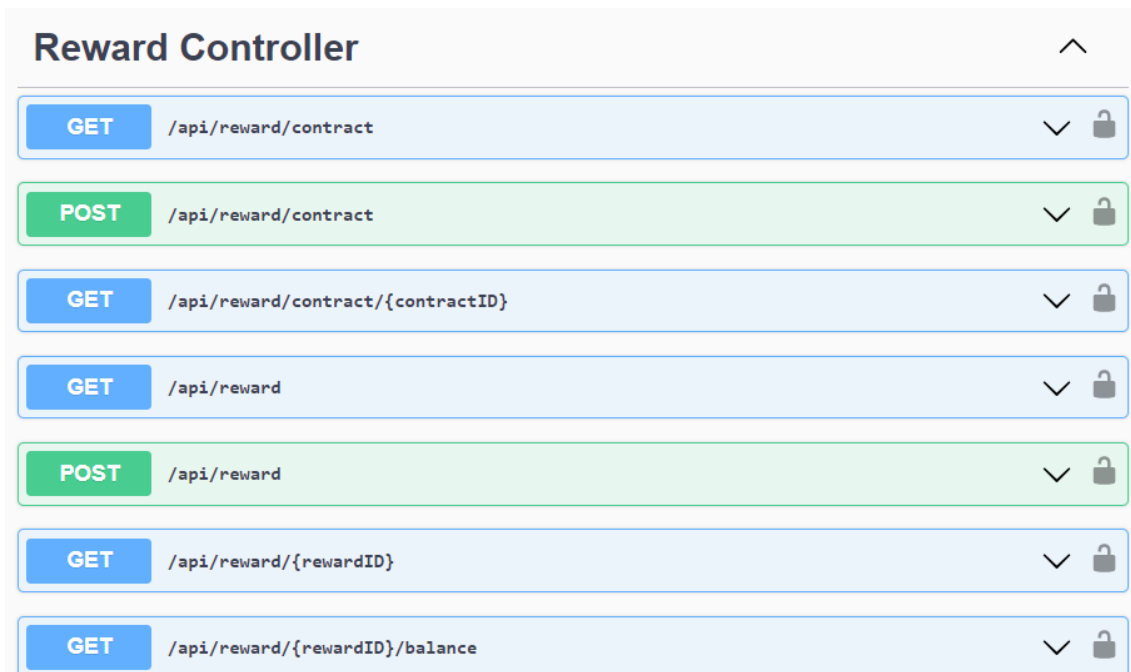 Reward Controller
GET /api/reward/contract
POST /api/reward/contract
GET /api/reward/contract/{contractID}
GET /api/reward
POST /api/reward
GET /api/reward/{rewardID}
GET /api/reward/{rewardID}/balance